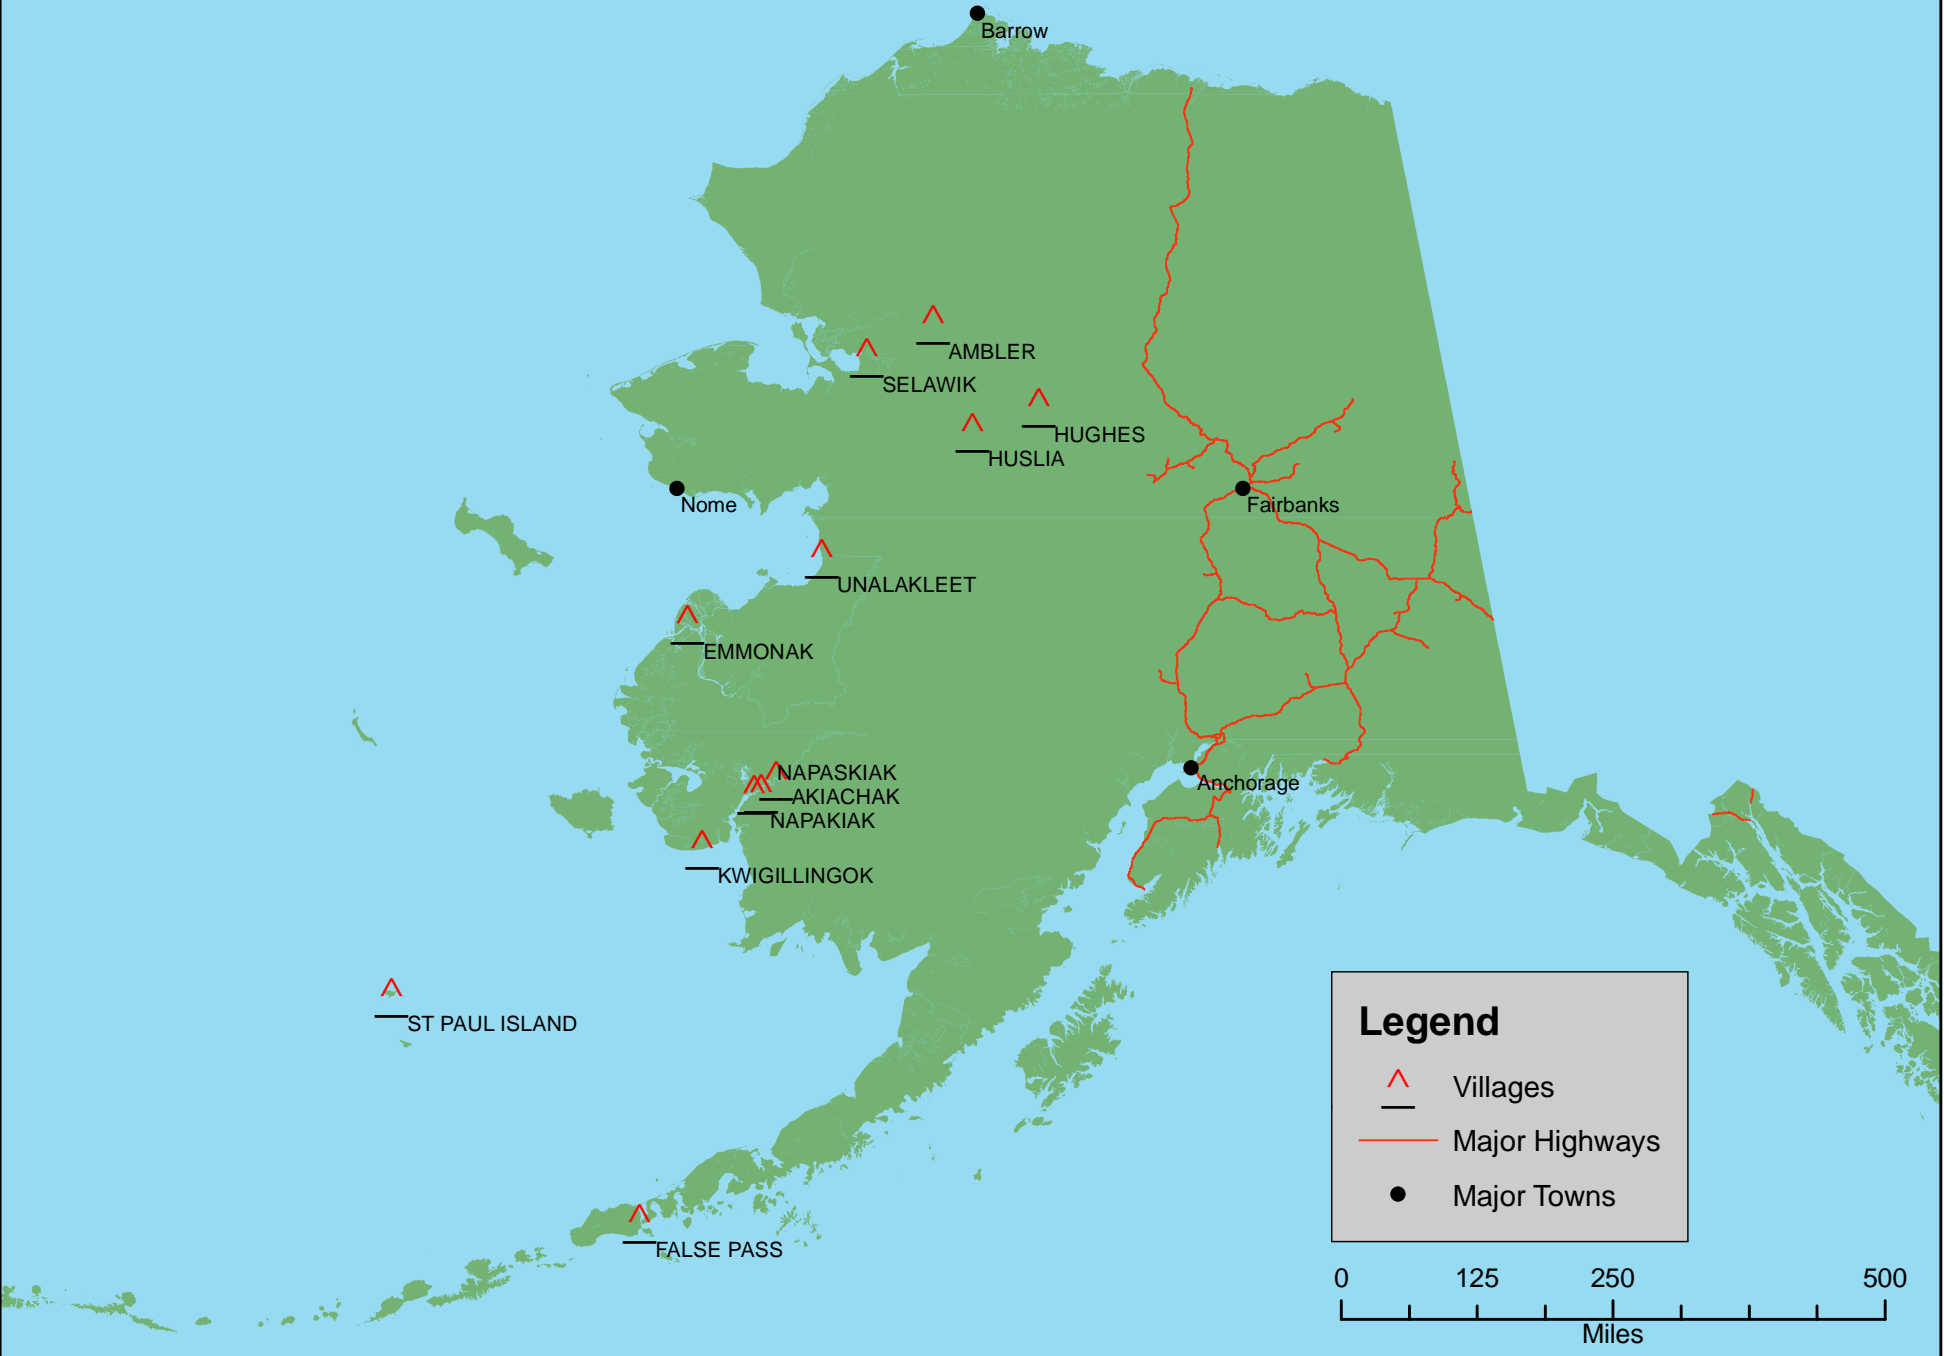 Barrow
AMBLER
SELAWIK
HUGHES
HUSLIA
Nome
Fairbanks
UNALAKLEET
EMMONAK
NAPASKIAK
Anchorage
AKIACHAK
NAPAKIAK
KWIGILLINGOK
ST PAUL ISLAND
FALSE PASS
Legend
Villages
Major Highways
Major Towns
0 125 250 500
Miles